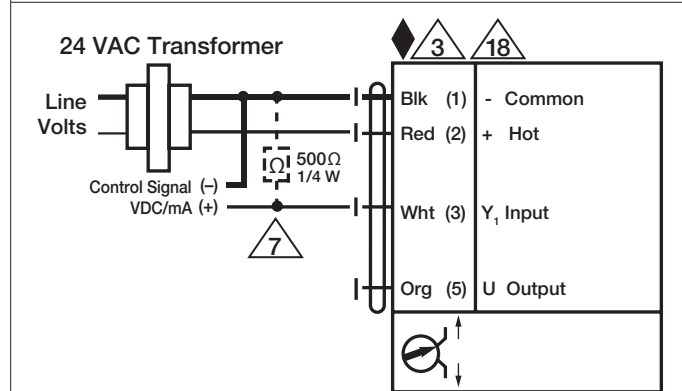 24 VAC Transformer
3 18
Line
Volts
Blk (1) - Common
Red (2) + Hot
Ω 500Ω
1/4 W
Control Signal (–)
VDC/mA (+)
Wht (3) Y₁ Input
7
Org (5) U Output